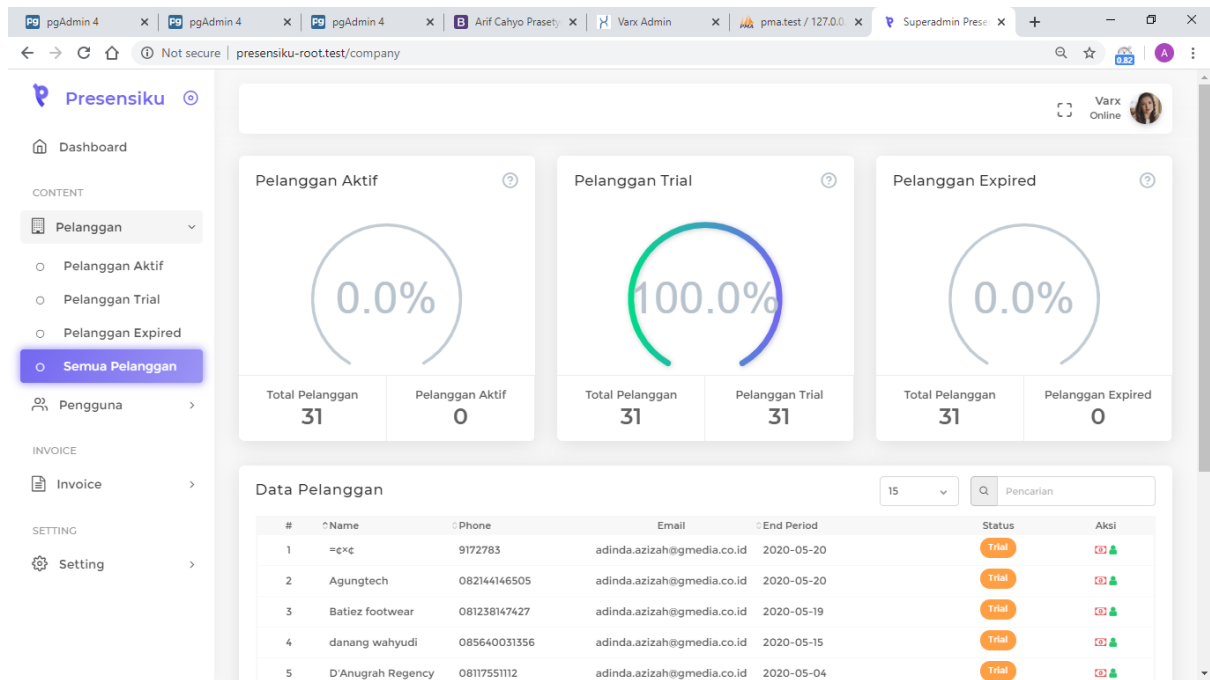 pgAdmin 4
pgAdmin 4
pgAdmin 4
Arif Cahyo Prasety
Varx Admin
pma.test / 127.0.0.
Superadmin Prese
Not secure | presensiku-root.test/company
0.82
A
Presensiku
Varx
Online
Dashboard
CONTENT
Pelanggan
Pelanggan Aktif
Pelanggan Trial
Pelanggan Expired
Semua Pelanggan
Pengguna
INVOICE
Invoice
SETTING
Setting
Pelanggan Aktif
0.0%
Total Pelanggan
31
Pelanggan Aktif
0
Pelanggan Trial
100.0%
Total Pelanggan
31
Pelanggan Trial
31
Pelanggan Expired
0.0%
Total Pelanggan
31
Pelanggan Expired
0
Data Pelanggan
15
Pencarian
# Name Phone Email End Period Status Aksi
1 =¢×¢ 9172783 adinda.azizah@gmedia.co.id 2020-05-20 Trial
2 Agungtech 082144146505 adinda.azizah@gmedia.co.id 2020-05-20 Trial
3 Batiez footwear 081238147427 adinda.azizah@gmedia.co.id 2020-05-19 Trial
4 danang wahyudi 085640031356 adinda.azizah@gmedia.co.id 2020-05-15 Trial
5 D'Anugrah Regency 08117551112 adinda.azizah@gmedia.co.id 2020-05-04 Trial